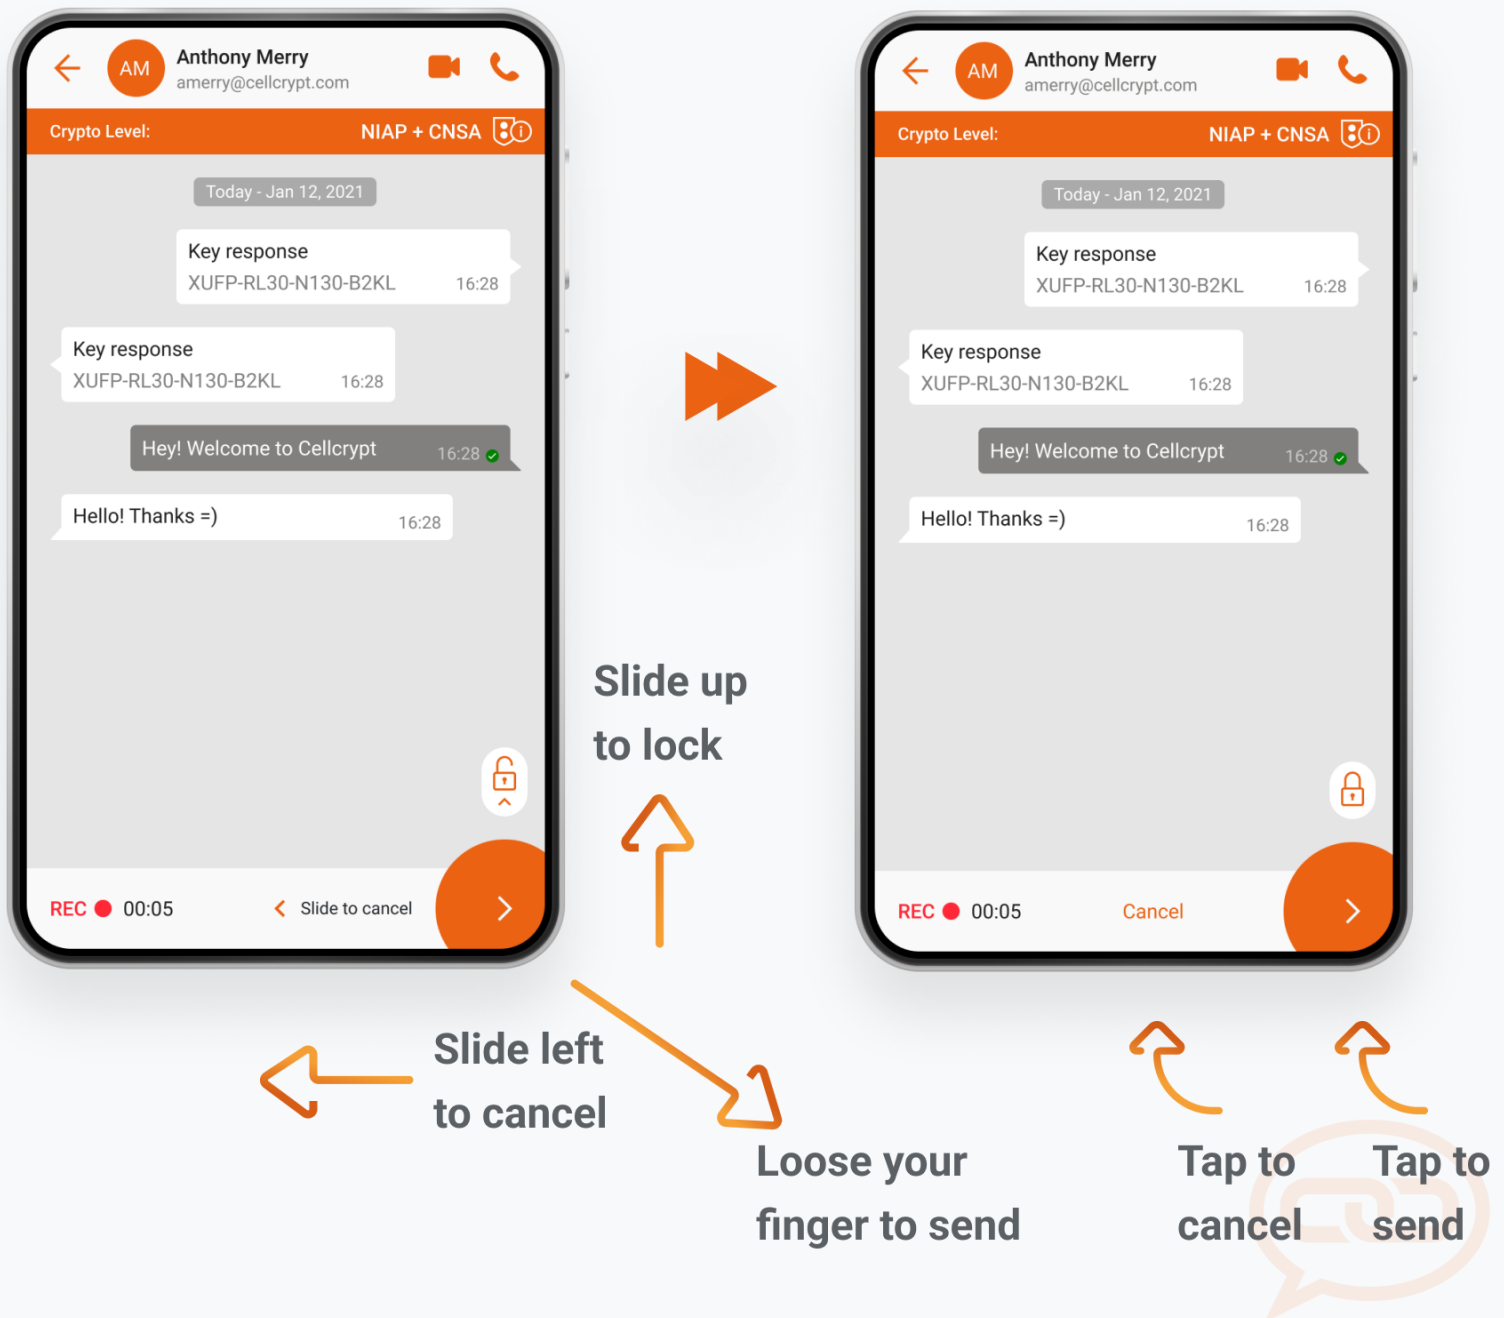 AM
Anthony Merry
amerry@cellcrypt.com
Crypto Level:
NIAP + CNSA
Today - Jan 12, 2021
Key response
XUFP-RL30-N130-B2KL 16:28
Key response
XUFP-RL30-N130-B2KL 16:28
Hey! Welcome to Cellcrypt 16:28
Hello! Thanks =) 16:28
REC 00:05 Slide to cancel
Slide up
to lock
Slide left
to cancel
Loose your
finger to send
AM
Anthony Merry
amerry@cellcrypt.com
Crypto Level:
NIAP + CNSA
Today - Jan 12, 2021
Key response
XUFP-RL30-N130-B2KL 16:28
Key response
XUFP-RL30-N130-B2KL 16:28
Hey! Welcome to Cellcrypt 16:28
Hello! Thanks =) 16:28
REC 00:05 Cancel
Tap to
cancel
Tap to
send